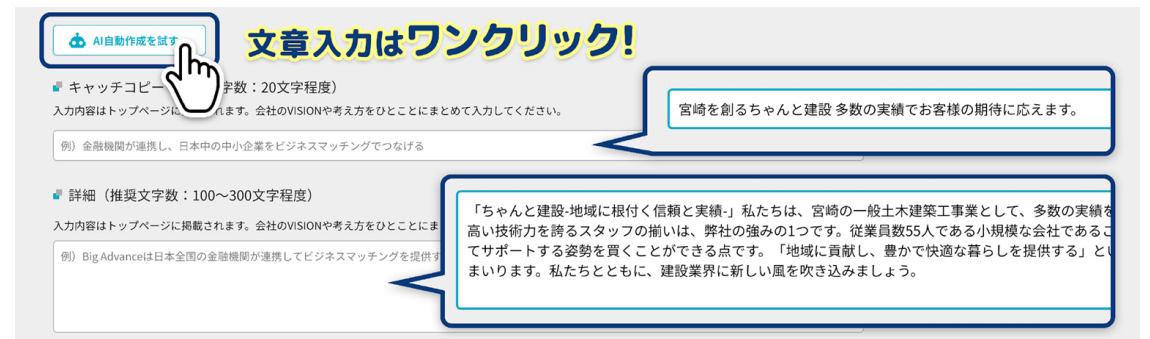 AI自動作成を試す
文章入力はワンクリック!
キャッチコピー 字数：20文字程度）
入力内容はトップページに されます。会社のVISIONや考え方をひとことにまとめて入力してください。
宮崎を創るちゃんと建設 多数の実績でお客様の期待に応えます。
例）金融機関が連携し、日本中の中小企業をビジネスマッチングでつなげる
詳細（推奨文字数：100〜300文字程度）
入力内容はトップページに掲載されます。会社のVISIONや考え方をひとことにま
例）Big Advanceは日本全国の金融機関が連携してビジネスマッチングを提供す
「ちゃんと建設-地域に根付く信頼と実績-」私たちは、宮崎の一般土木建築工事業として、多数の実績を
高い技術力を誇るスタッフの揃いは、弊社の強みの1つです。従業員数55人である小規模な会社であるこ
てサポートする姿勢を買くことができる点です。「地域に貢献し、豊かで快適な暮らしを提供する」とい
まいります。私たちとともに、建設業界に新しい風を吹き込みましょう。